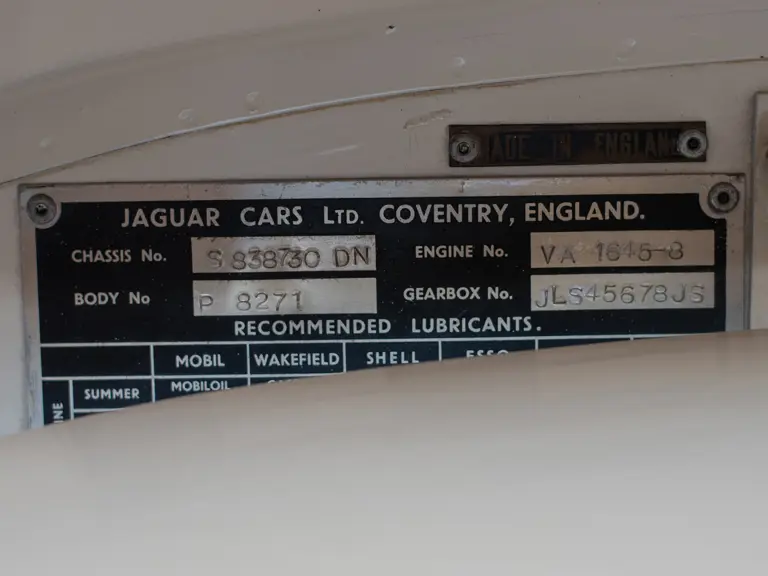 MADE IN ENGLAND
JAGUAR CARS LTD. COVENTRY, ENGLAND.
CHASSIS No. S 838730 DN ENGINE No. VA 1645-8
BODY No P 8271 GEARBOX No. JLS45678JS
RECOMMENDED LUBRICANTS.
MOBIL WAKEFIELD SHELL ESSO
SUMMER MOBILOIL